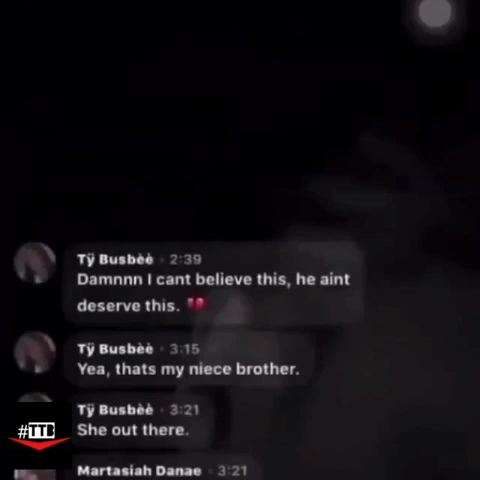 Tÿ Busbèè · 2:39
Damnnn I cant believe this, he aint
deserve this. 💔
Tÿ Busbèè · 3:15
Yea, thats my niece brother.
Tÿ Busbèè · 3:21
She out there.
#TTB
Martasiah Danae · 3:21